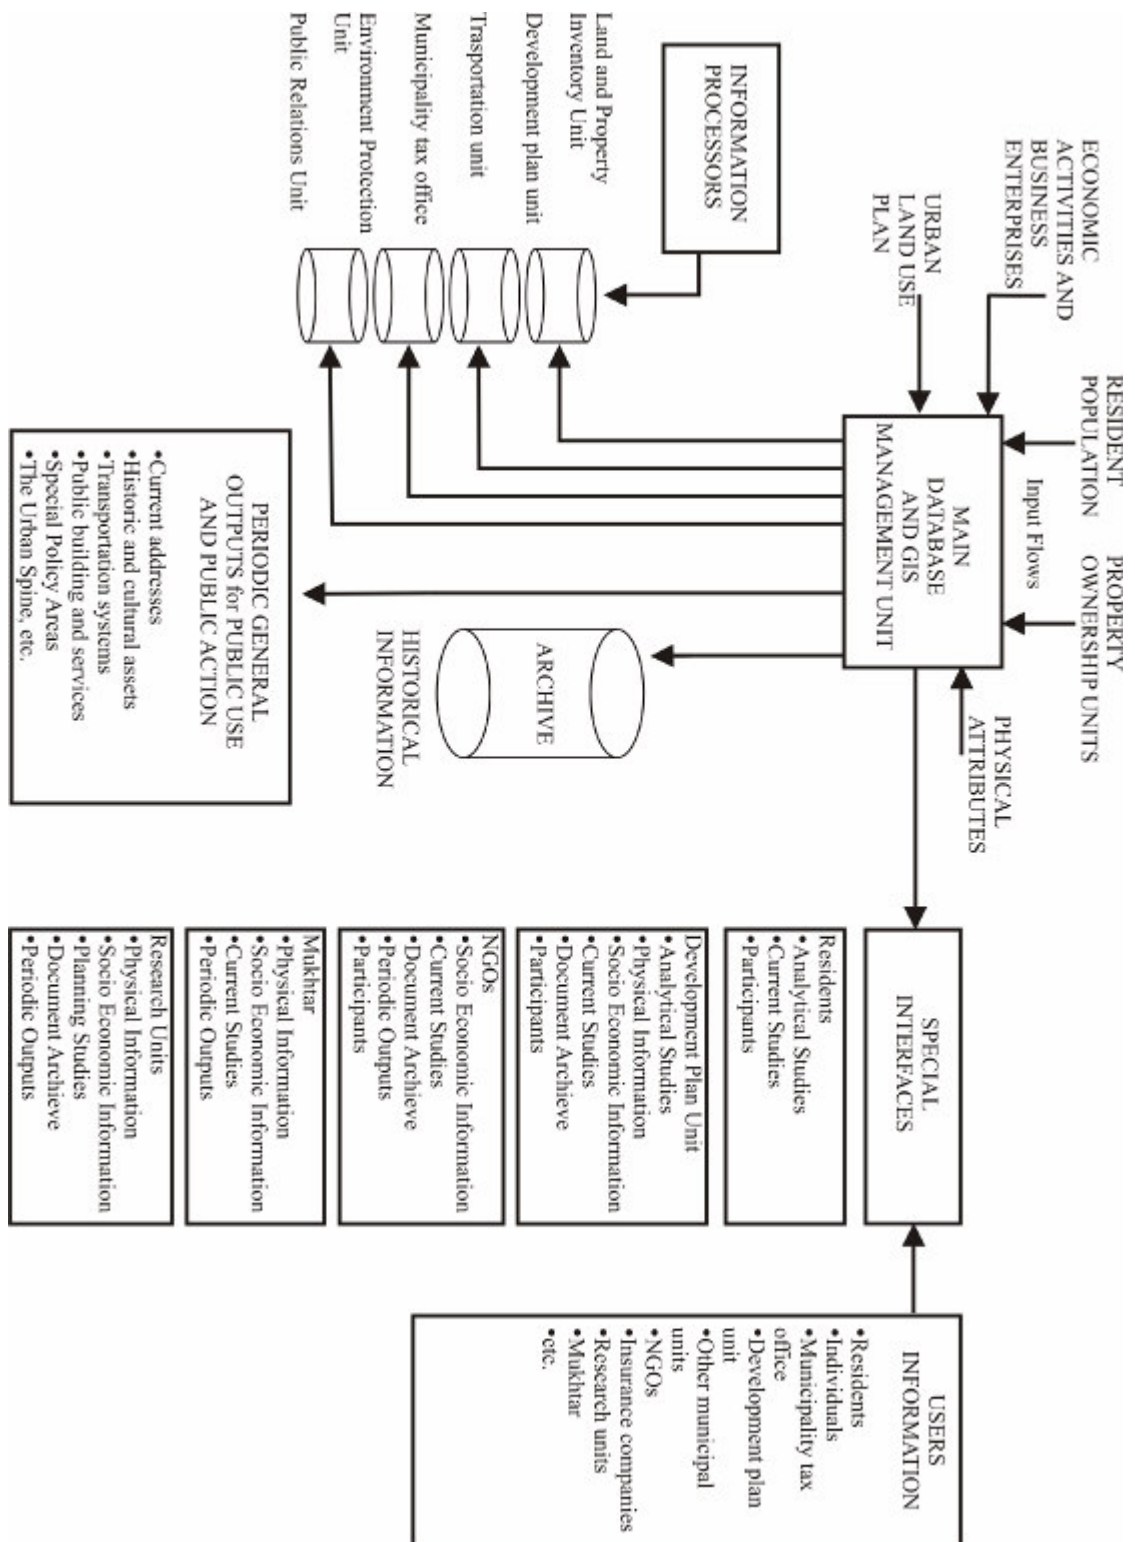 ECONOMIC
ACTIVITIES AND
BUSINESS
ENTERPRISES
URBAN
LAND USE
PLAN
RESIDENT
POPULATION
Input Flows
PROPERTY
OWNERSHIP UNITS
PHYSICAL
ATTRIBUTES
INFORMATION
PROCESSORS
MAIN
DATABASE
AND GIS
MANAGEMENT UNIT
SPECIAL
INTERFACES
USERS
INFORMATION
•Residents
•Individuals
•Municipality tax
office
•Development plan
unit
•Other municipal
units
•NGOs
•Insurance companies
•Research units
•Mukhtar
•etc.
Land and Property
Inventory Unit
Development plan unit
Trasportation unit
Municipality tax office
Environment Protection
Unit
Public Relations Unit
ARCHIVE
HISTORICAL
INFORMATION
PERIODIC GENERAL
OUTPUTS for PUBLIC USE
AND PUBLIC ACTION
•Current addresses
•Historic and cultural assets
•Transportation systems
•Public building and services
•Special Policy Areas
•The Urban Spine, etc.
Residents
•Analytical Studies
•Current Studies
•Participants
Development Plan Unit
•Analytical Studies
•Physical Information
•Socio Economic Information
•Current Studies
•Document Archieve
•Participants
NGOs
•Socio Economic Information
•Current Studies
•Document Archieve
•Periodic Outputs
•Participants
Mukhtar
•Physical Information
•Socio Economic Information
•Current Studies
•Periodic Outputs
Research Units
•Physical Information
•Socio Economic Information
•Planning Studies
•Document Archieve
•Periodic Outputs